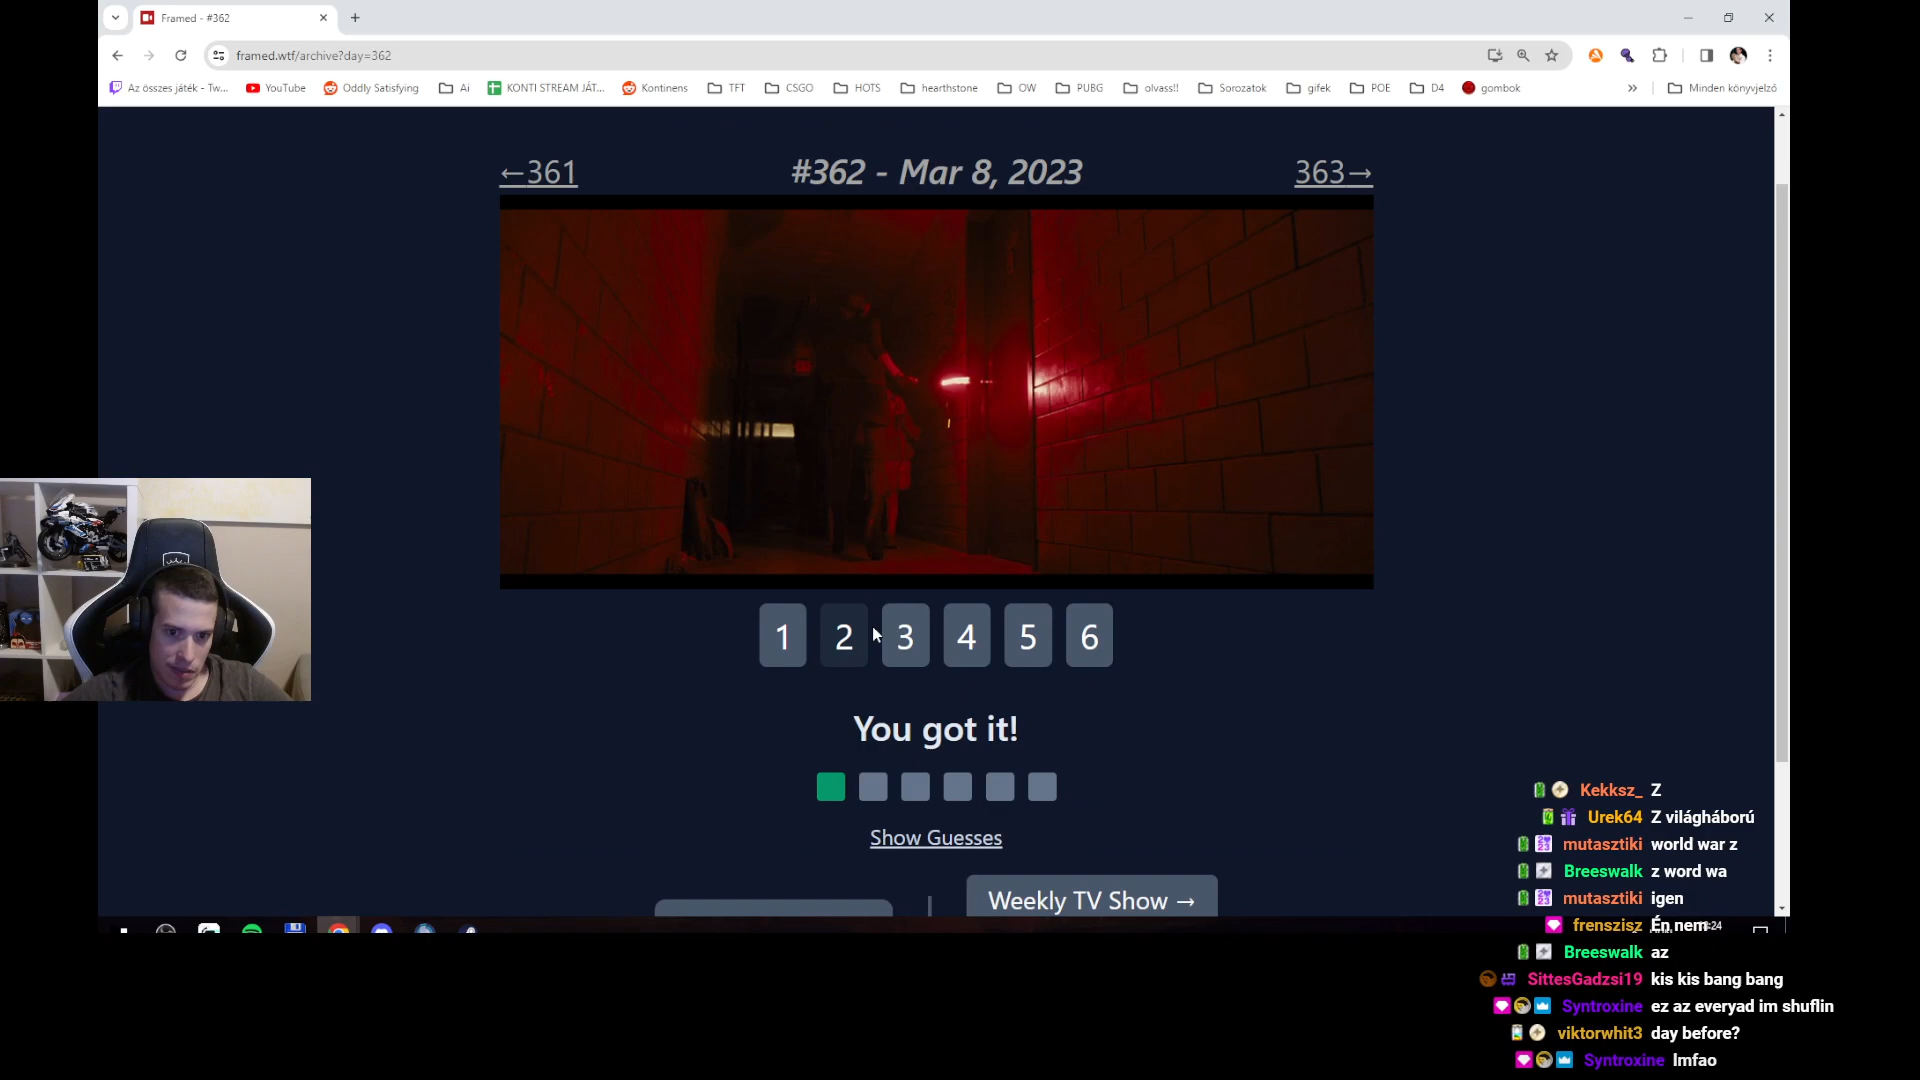 Framed - #362
framed.wtf/archive?day=362
Az összes játék - Tw...
YouTube
Oddly Satisfying
Ai
KONTI STREAM JÁT...
Kontinens
TFT
CSGO
HOTS
hearthstone
OW
PUBG
olvass!!
Sorozatok
gifek
POE
D4
gombok
»
Minden könyvjelző
←361
#362 - Mar 8, 2023
363→
1 2 3 4 5 6
You got it!
Show Guesses
Weekly TV Show →
Kekksz_ Z
Urek64 Z világháború
mutasztiki world war z
Breeswalk z word wa
mutasztiki igen
frenszisz Én nem
Breeswalk az
SittesGadzsi19 kis kis bang bang
Syntroxine ez az everyad im shuflin
viktorwhit3 day before?
Syntroxine lmfao